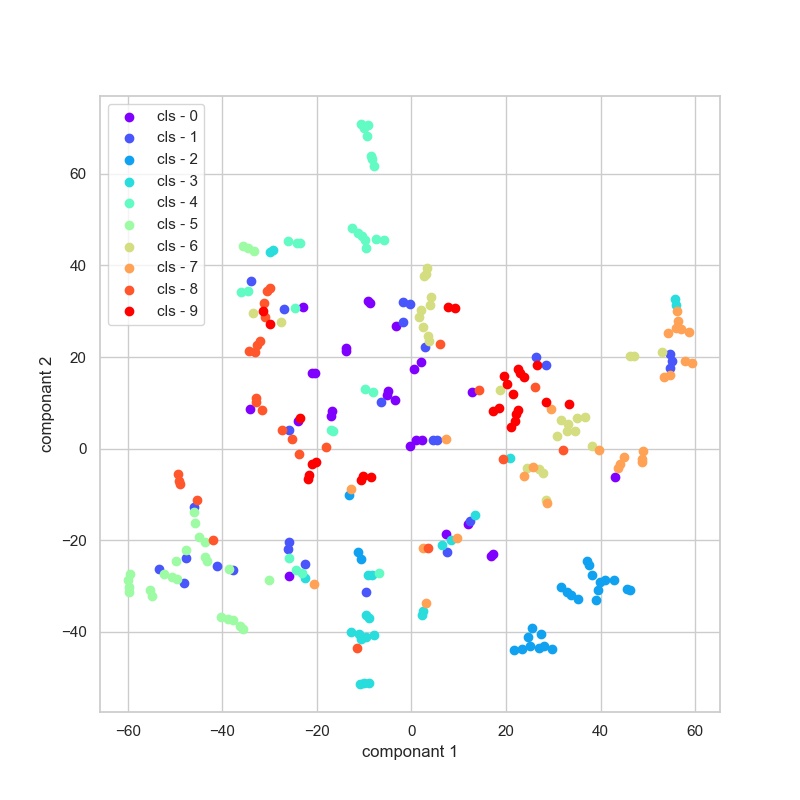 cls - 0
cls - 1
cls - 2
cls - 3
cls - 4
cls - 5
cls - 6
cls - 7
cls - 8
cls - 9
60
40
20
0
−20
−40
componant 2
−60 −40 −20 0 20 40 60
componant 1